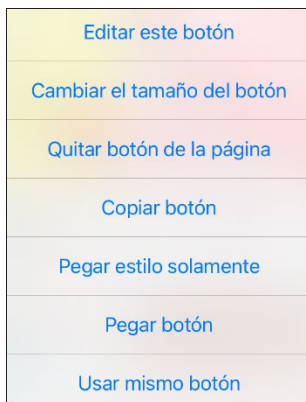 Editar este botón
Cambiar el tamaño del botón
Quitar botón de la página
Copiar botón
Pegar estilo solamente
Pegar botón
Usar mismo botón